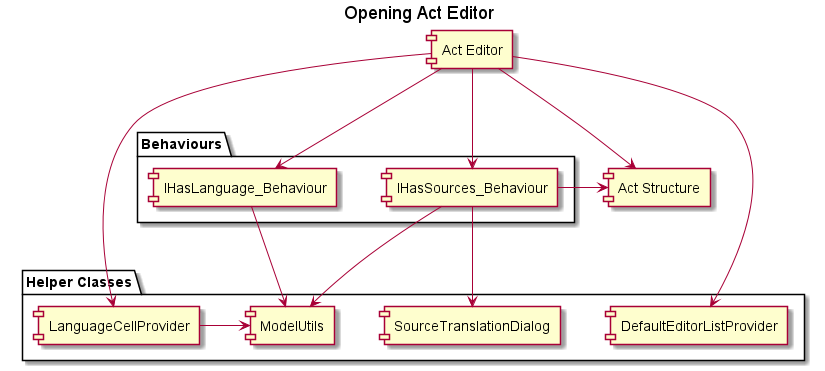 Opening Act Editor
Act Editor
Behaviours
IHasLanguage_Behaviour
IHasSources_Behaviour
Act Structure
Helper Classes
LanguageCellProvider
ModelUtils
SourceTranslationDialog
DefaultEditorListProvider